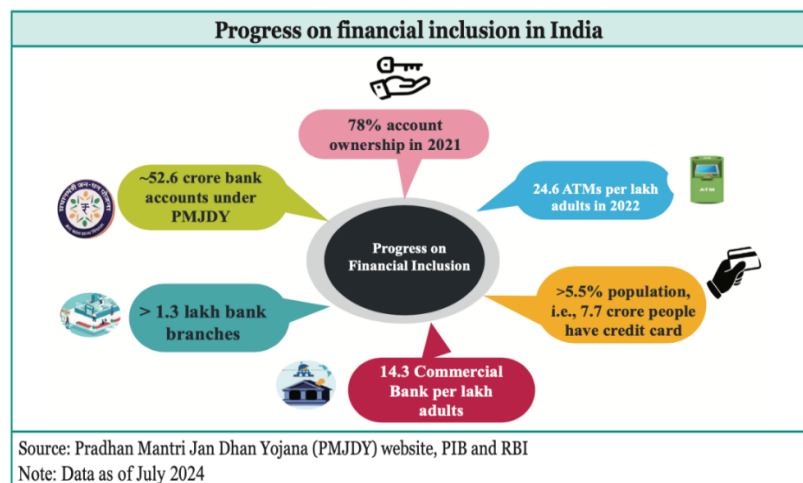 Progress on financial inclusion in India
78% account
ownership in 2021
~52.6 crore bank
accounts under
PMJDY
24.6 ATMs per lakh
adults in 2022
ATM
Progress on
Financial Inclusion
> 1.3 lakh bank
branches
>5.5% population,
i.e., 7.7 crore people
have credit card
14.3 Commercial
Bank per lakh
adults
Source: Pradhan Mantri Jan Dhan Yojana (PMJDY) website, PIB and RBI
Note: Data as of July 2024